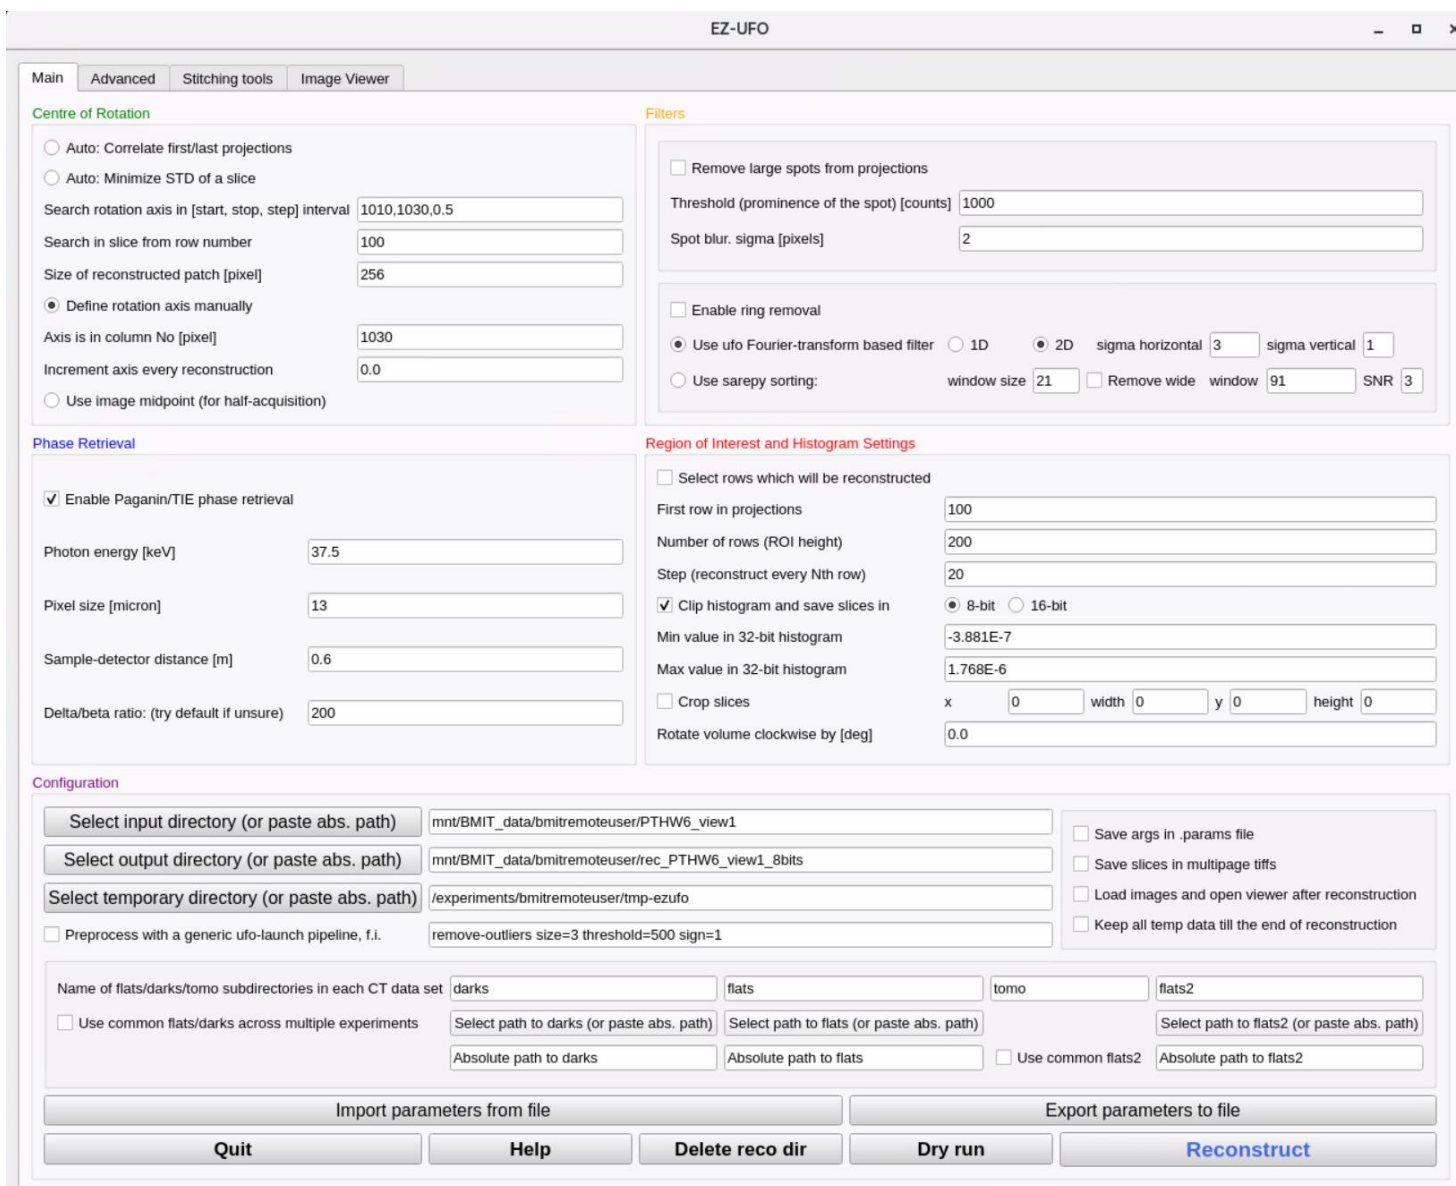 EZ-UFO
Main Advanced Stitching tools Image Viewer
Centre of Rotation
Auto: Correlate first/last projections
Auto: Minimize STD of a slice
Search rotation axis in [start, stop, step] interval 1010,1030,0.5
Search in slice from row number 100
Size of reconstructed patch [pixel] 256
Define rotation axis manually
Axis is in column No [pixel] 1030
Increment axis every reconstruction 0.0
Use image midpoint (for half-acquisition)
Filters
Remove large spots from projections
Threshold (prominence of the spot) [counts] 1000
Spot blur. sigma [pixels] 2
Enable ring removal
Use ufo Fourier-transform based filter 1D 2D sigma horizontal 3 sigma vertical 1
Use sarepy sorting: window size 21 Remove wide window 91 SNR 3
Phase Retrieval
Enable Paganin/TIE phase retrieval
Photon energy [keV] 37.5
Pixel size [micron] 13
Sample-detector distance [m] 0.6
Delta/beta ratio: (try default if unsure) 200
Region of Interest and Histogram Settings
Select rows which will be reconstructed
First row in projections 100
Number of rows (ROI height) 200
Step (reconstruct every Nth row) 20
Clip histogram and save slices in 8-bit 16-bit
Min value in 32-bit histogram -3.881E-7
Max value in 32-bit histogram 1.768E-6
Crop slices x 0 width 0 y 0 height 0
Rotate volume clockwise by [deg] 0.0
Configuration
Select input directory (or paste abs. path) mnt/BMIT_data/bmitremoteuser/PTHW6_view1
Select output directory (or paste abs. path) mnt/BMIT_data/bmitremoteuser/rec_PTHW6_view1_8bits
Select temporary directory (or paste abs. path) /experiments/bmitremoteuser/tmp-ezufo
Preprocess with a generic ufo-launch pipeline, f.i. remove-outliers size=3 threshold=500 sign=1
Save args in .params file
Save slices in multipage tiffs
Load images and open viewer after reconstruction
Keep all temp data till the end of reconstruction
Name of flats/darks/tomo subdirectories in each CT data set darks flats tomo flats2
Use common flats/darks across multiple experiments Select path to darks (or paste abs. path) Select path to flats (or paste abs. path) Select path to flats2 (or paste abs. path)
Absolute path to darks Absolute path to flats Use common flats2 Absolute path to flats2
Import parameters from file Export parameters to file
Quit Help Delete reco dir Dry run Reconstruct